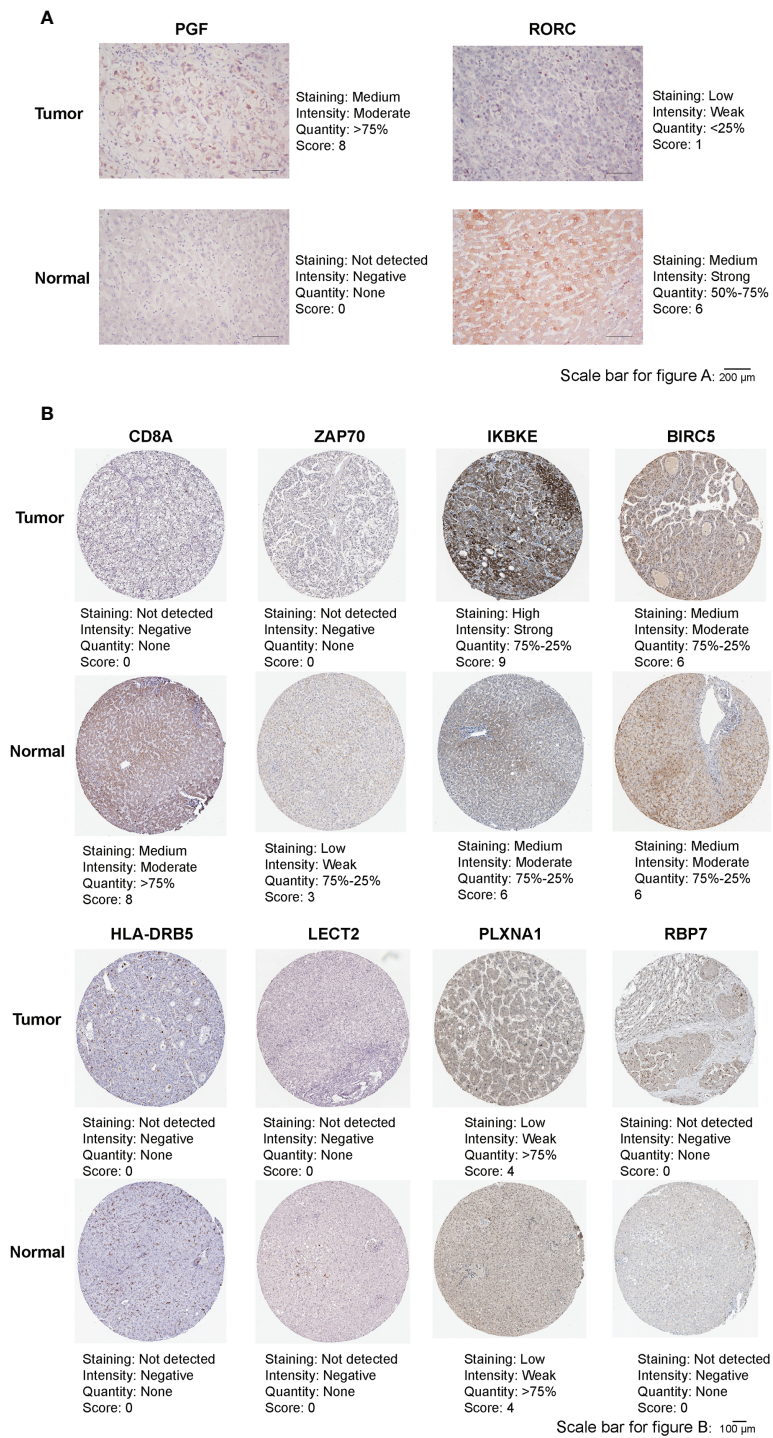 A
PGF
RORC
Tumor
Staining: Medium
Intensity: Moderate
Quantity: >75%
Score: 8
Staining: Low
Intensity: Weak
Quantity: <25%
Score: 1
Normal
Staining: Not detected
Intensity: Negative
Quantity: None
Score: 0
Staining: Medium
Intensity: Strong
Quantity: 50%-75%
Score: 6
Scale bar for figure A: 200 μm
B
CD8A
ZAP70
IKBKE
BIRC5
Tumor
Staining: Not detected
Intensity: Negative
Quantity: None
Score: 0
Staining: Not detected
Intensity: Negative
Quantity: None
Score: 0
Staining: High
Intensity: Strong
Quantity: 75%-25%
Score: 9
Staining: Medium
Intensity: Moderate
Quantity: 75%-25%
Score: 6
Normal
Staining: Medium
Intensity: Moderate
Quantity: >75%
Score: 8
Staining: Low
Intensity: Weak
Quantity: 75%-25%
Score: 3
Staining: Medium
Intensity: Moderate
Quantity: 75%-25%
Score: 6
Staining: Medium
Intensity: Moderate
Quantity: 75%-25%
6
HLA-DRB5
LECT2
PLXNA1
RBP7
Tumor
Staining: Not detected
Intensity: Negative
Quantity: None
Score: 0
Staining: Not detected
Intensity: Negative
Quantity: None
Score: 0
Staining: Low
Intensity: Weak
Quantity: >75%
Score: 4
Staining: Not detected
Intensity: Negative
Quantity: None
Score: 0
Normal
Staining: Not detected
Intensity: Negative
Quantity: None
Score: 0
Staining: Not detected
Intensity: Negative
Quantity: None
Score: 0
Staining: Low
Intensity: Weak
Quantity: >75%
Score: 4
Staining: Not detected
Intensity: Negative
Quantity: None
Score: 0
Scale bar for figure B: 100 μm